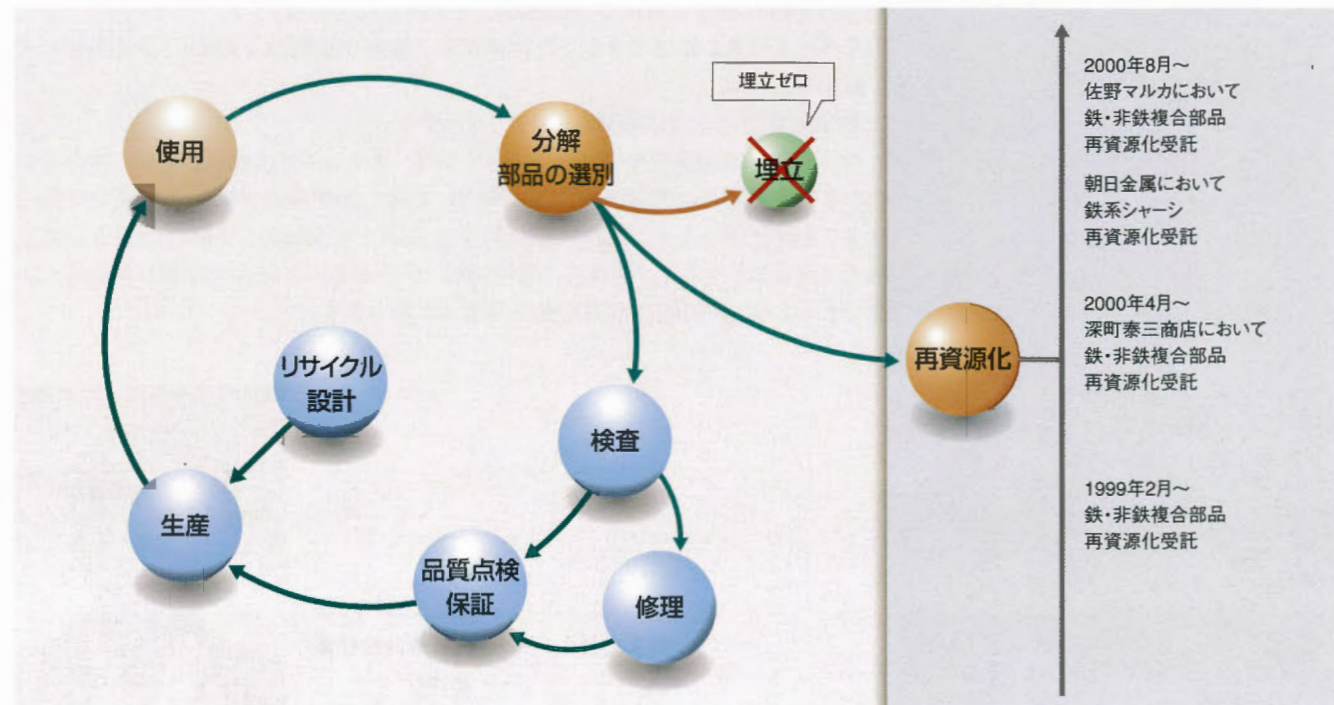 埋立ゼロ
使用
分解
部品の選別
埋立
リサイクル
設計
検査
生産
品質点検
保証
修理
再資源化
2000年8月～
佐野マルカにおいて
鉄・非鉄複合部品
再資源化受託
朝日金属において
鉄系シャーシ
再資源化受託
2000年4月～
深町泰三商店において
鉄・非鉄複合部品
再資源化受託
1999年2月～
鉄・非鉄複合部品
再資源化受託